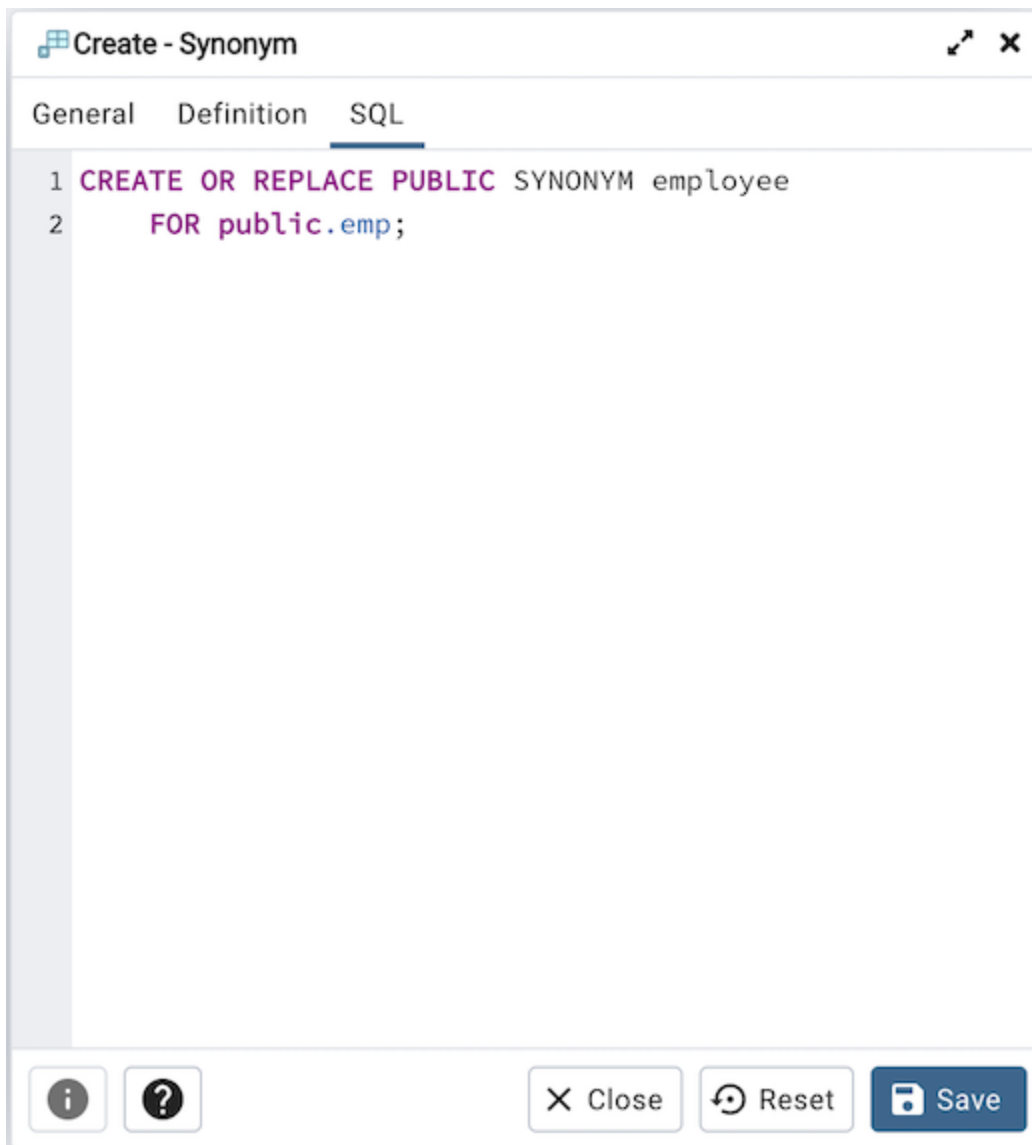 Create - Synonym
General Definition SQL
1 CREATE OR REPLACE PUBLIC SYNONYM employee
2 FOR public.emp;
Close Reset Save